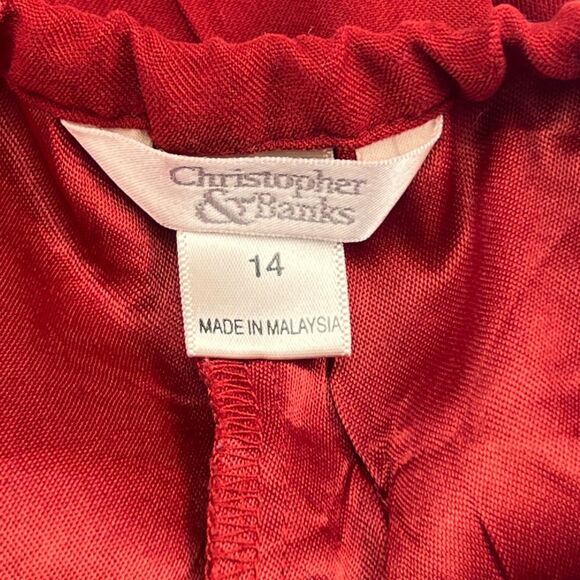 Christopher
& Banks
14
MADE IN MALAYSIA